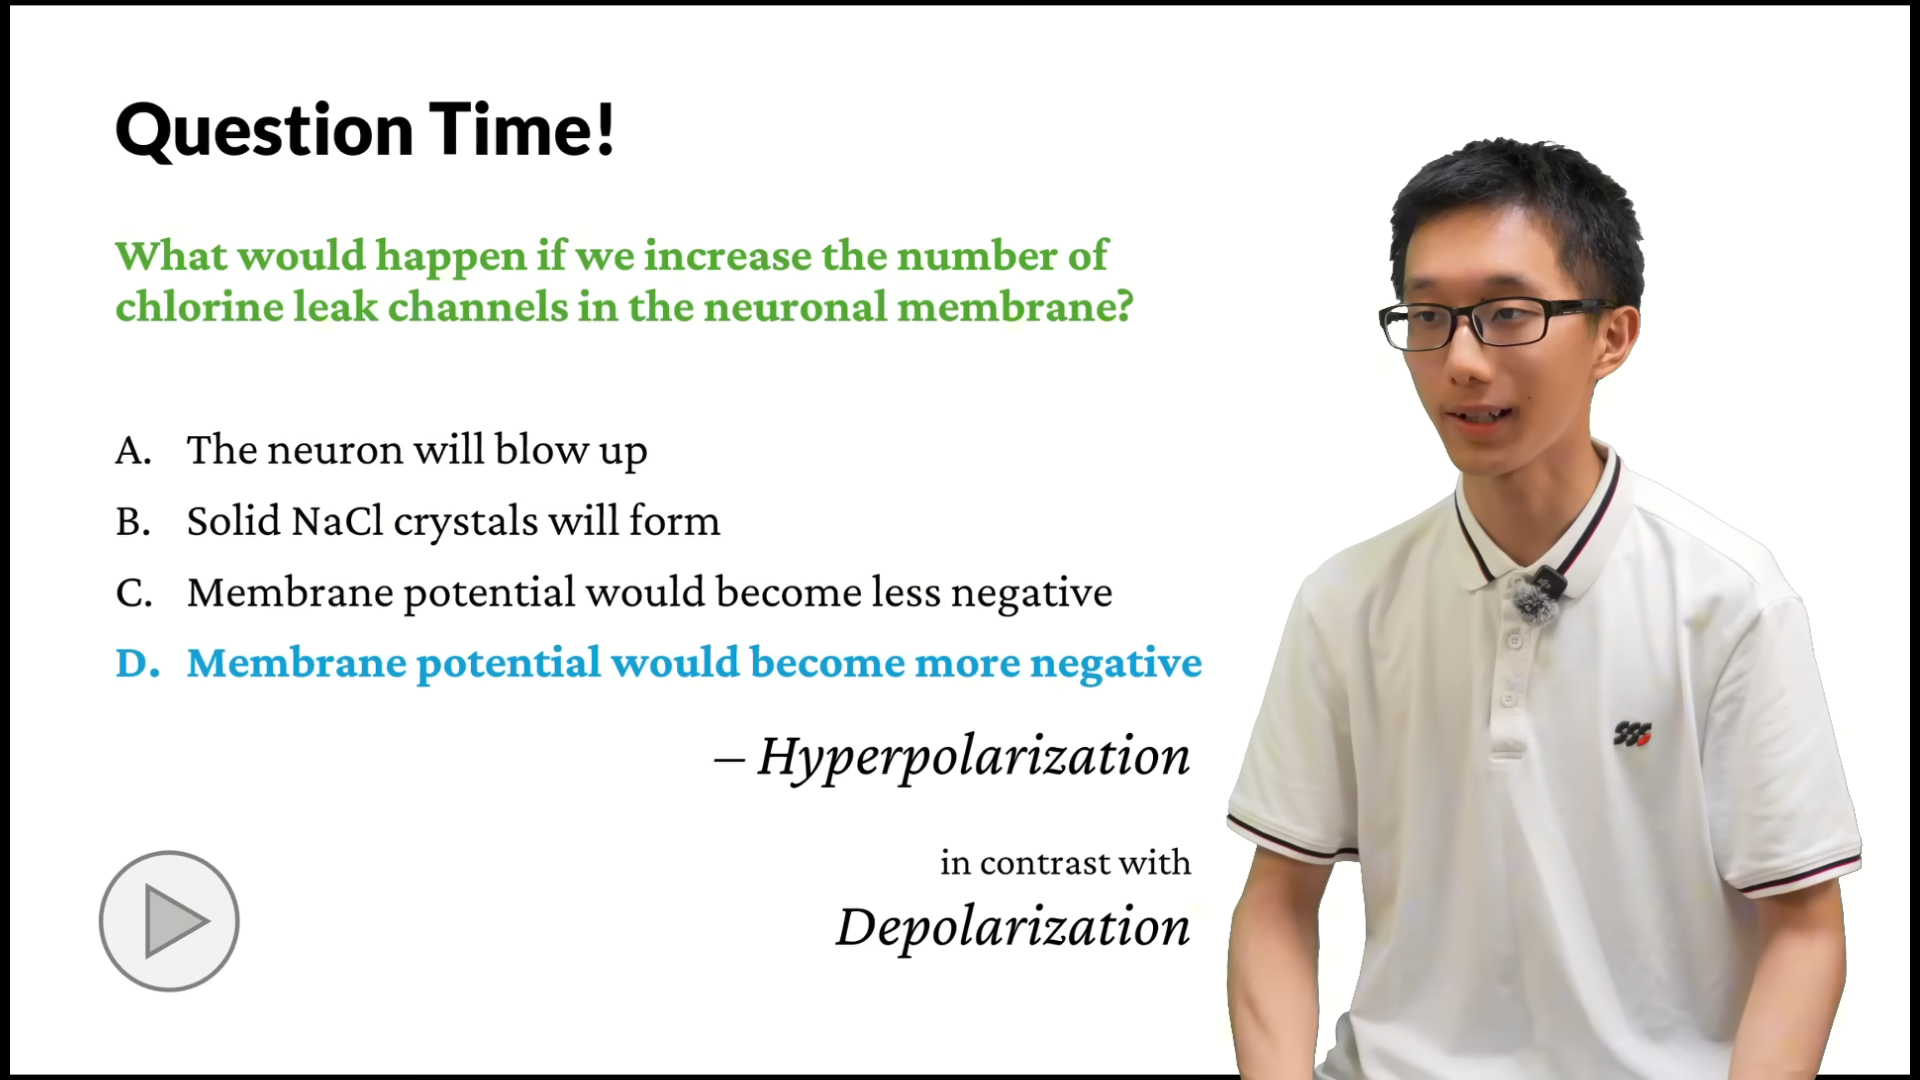 Question Time!
What would happen if we increase the number of
chlorine leak channels in the neuronal membrane?
A. The neuron will blow up
B. Solid NaCl crystals will form
C. Membrane potential would become less negative
D. Membrane potential would become more negative
– Hyperpolarization
in contrast with
Depolarization
SSS